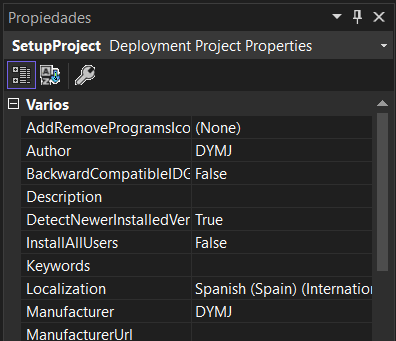 Propiedades
SetupProject Deployment Project Properties
Varios
AddRemoveProgramsIco (None)
Author DYMJ
BackwardCompatibleIDG False
Description
DetectNewerInstalledVer True
InstallAllUsers False
Keywords
Localization Spanish (Spain) (Internation
Manufacturer DYMJ
ManufacturerUrl